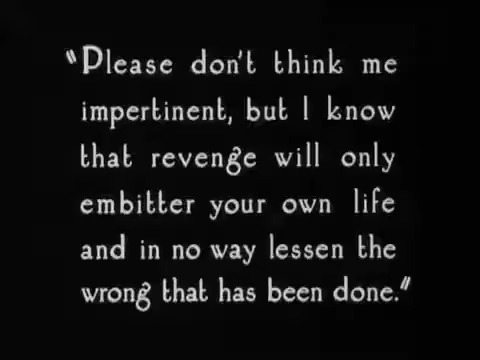 "Please don't think me
impertinent, but I know
that revenge will only
embitter your own life
and in no way lessen the
wrong that has been done."